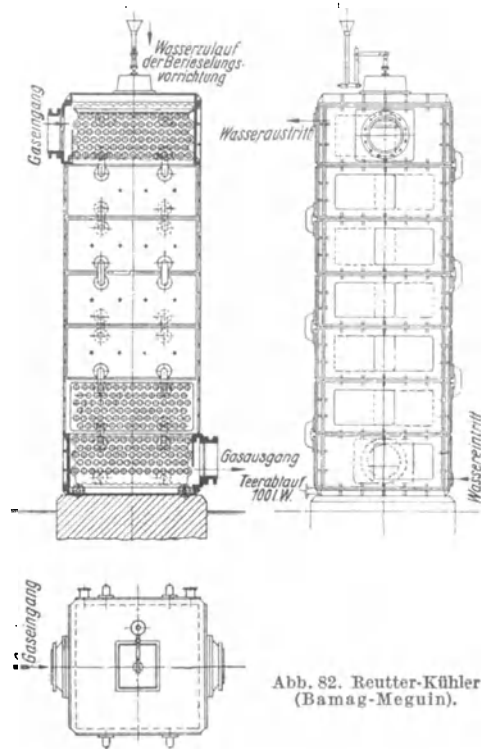 Wasserzulauf
der Berieselungs-
vorrichtung
Gaseingang
Wasseraustritt
Gasausgang
Teerablauf
100 l.W.
Wassereintritt
Gaseingang
Abb. 82. Reutter-Kühler
(Bamag-Meguin).